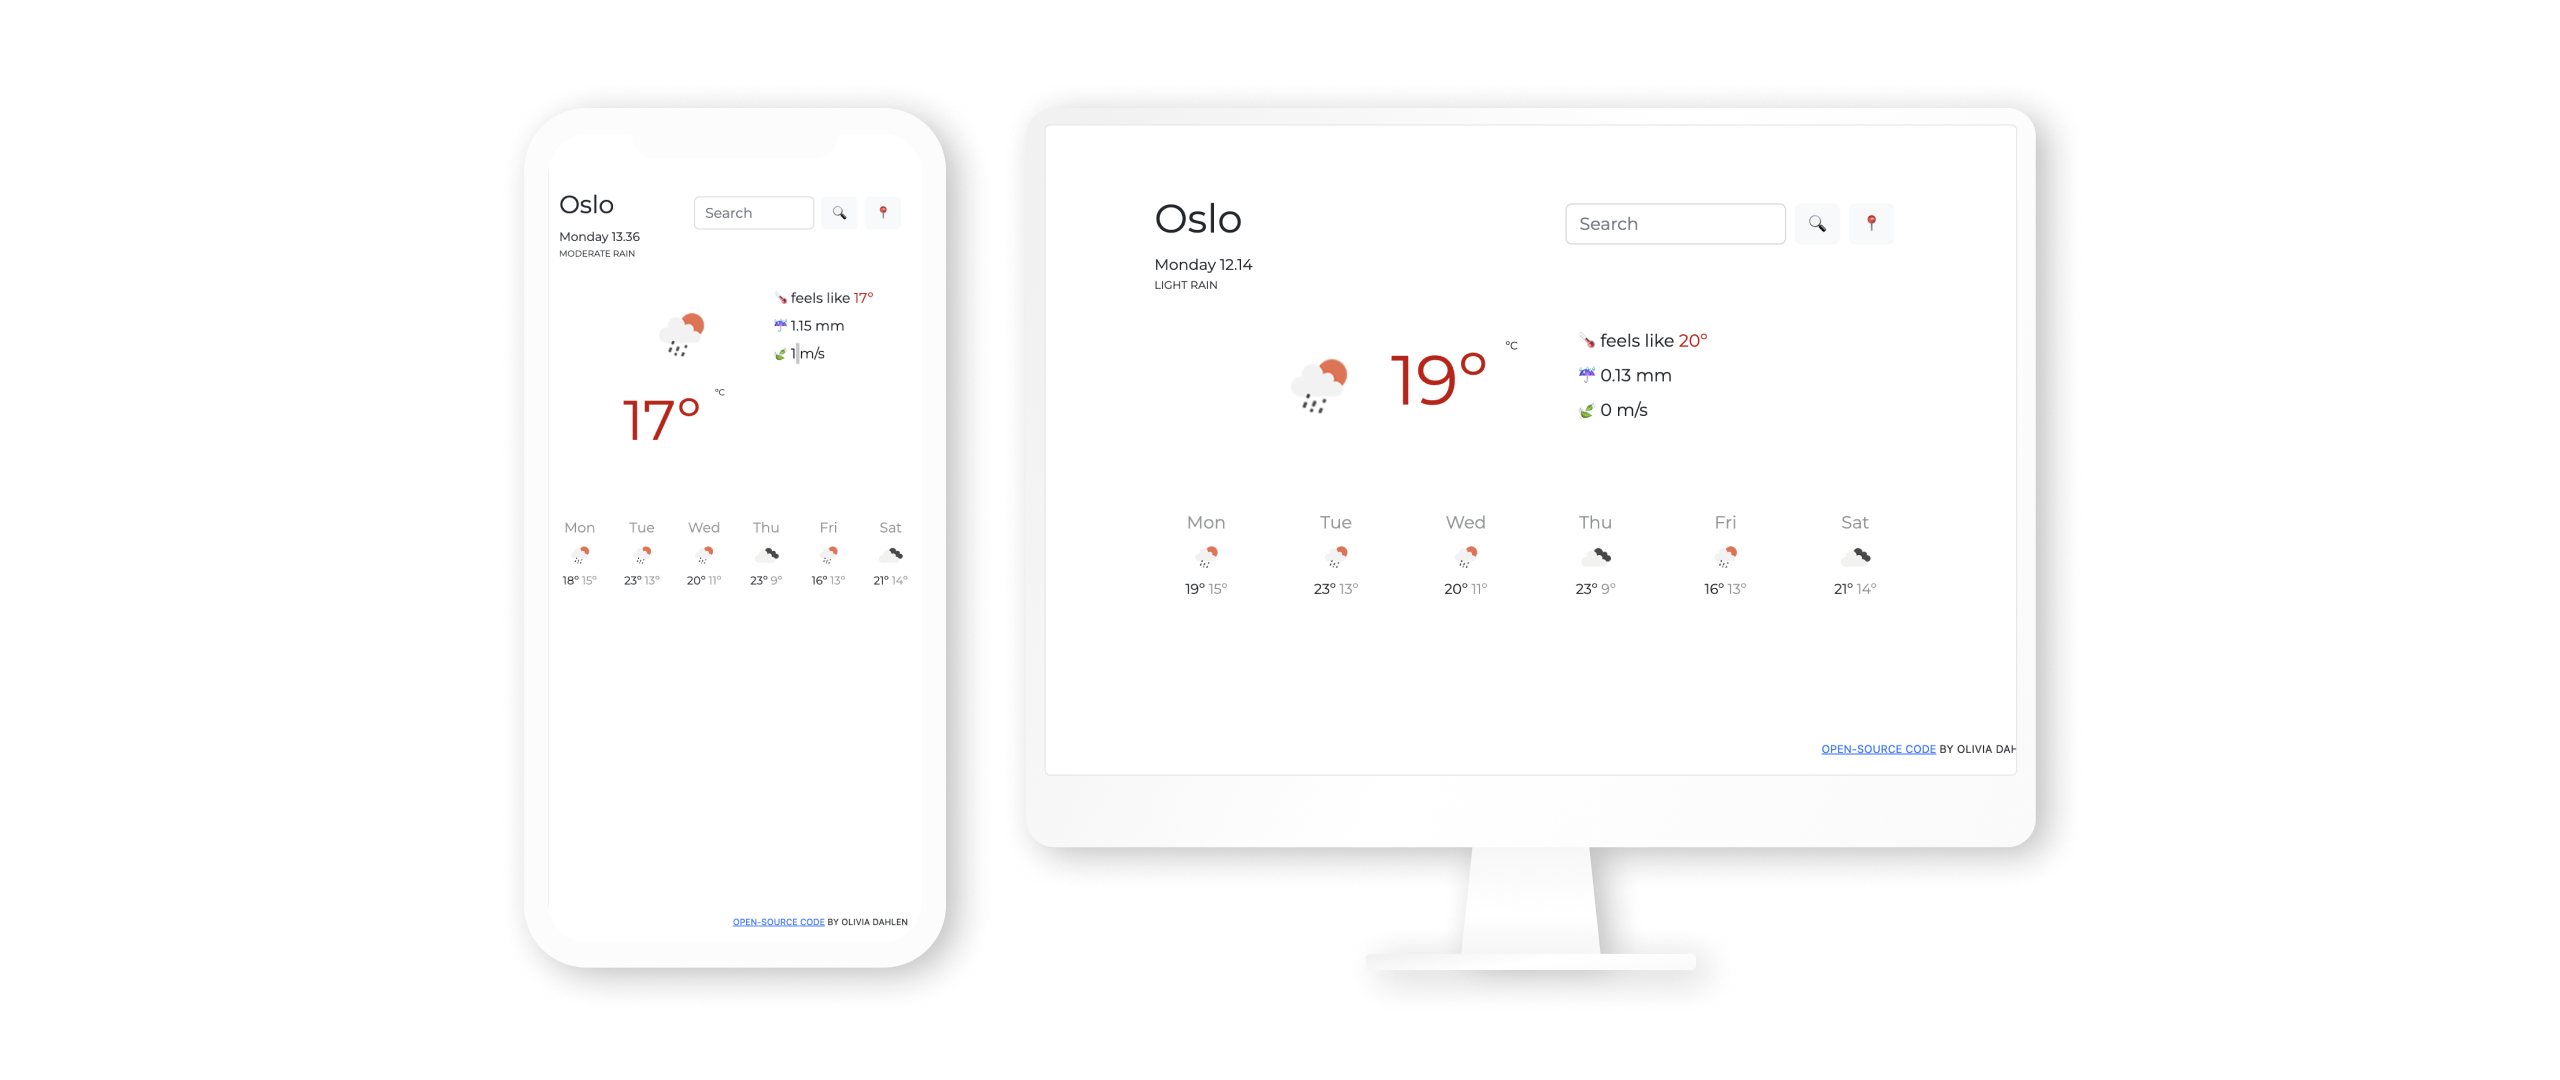 Oslo
Search
Monday 13.36
MODERATE RAIN
feels like 17°
1.15 mm
1 m/s
17° °C
Mon Tue Wed Thu Fri Sat
18° 15° 23° 13° 20° 11° 23° 9° 16° 13° 21° 14°
OPEN-SOURCE CODE BY OLIVIA DAHLEN
Oslo
Search
Monday 12.14
LIGHT RAIN
19° °C
feels like 20°
0.13 mm
0 m/s
Mon Tue Wed Thu Fri Sat
19° 15° 23° 13° 20° 11° 23° 9° 16° 13° 21° 14°
OPEN-SOURCE CODE BY OLIVIA DAH